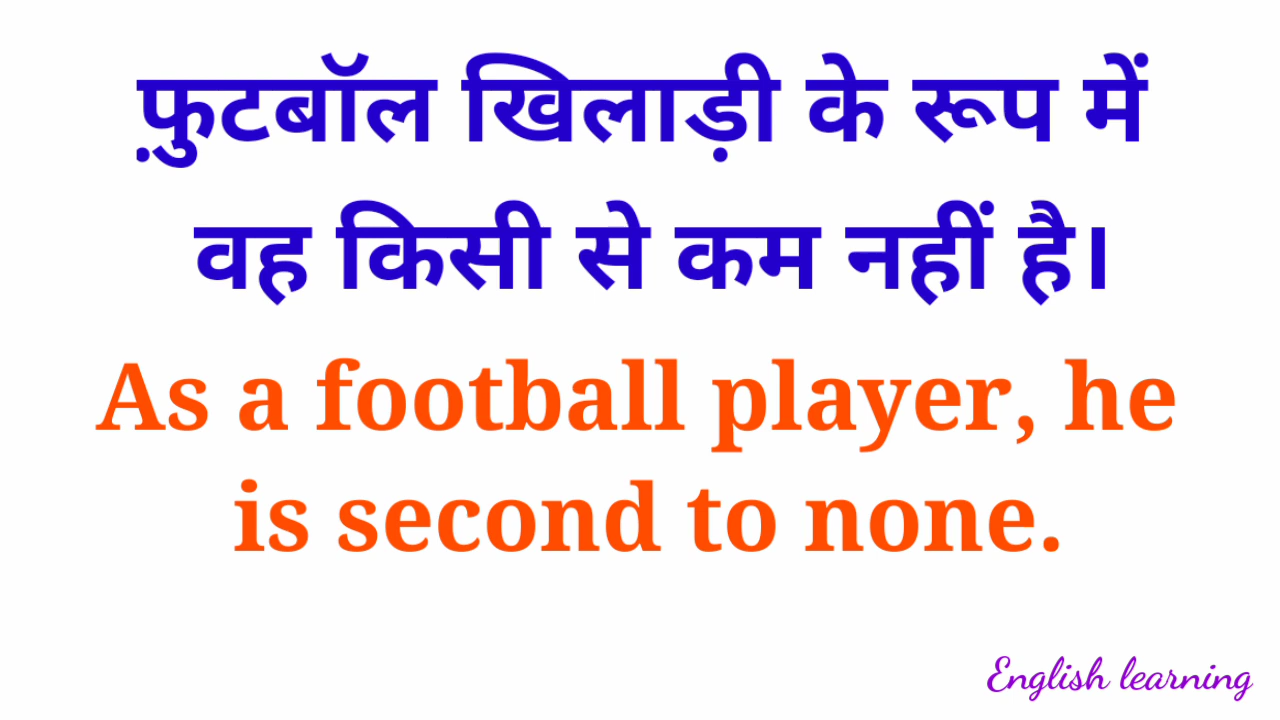 फ़ुटबॉल खिलाड़ी के रूप में
वह किसी से कम नहीं है।
As a football player, he
is second to none.
English learning